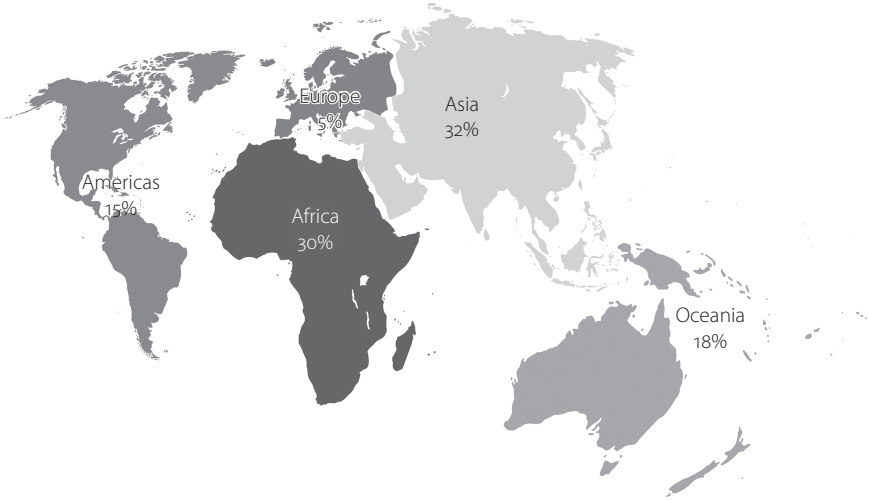 Europe
5%
Asia
32%
Americas
15%
Africa
30%
Oceania
18%